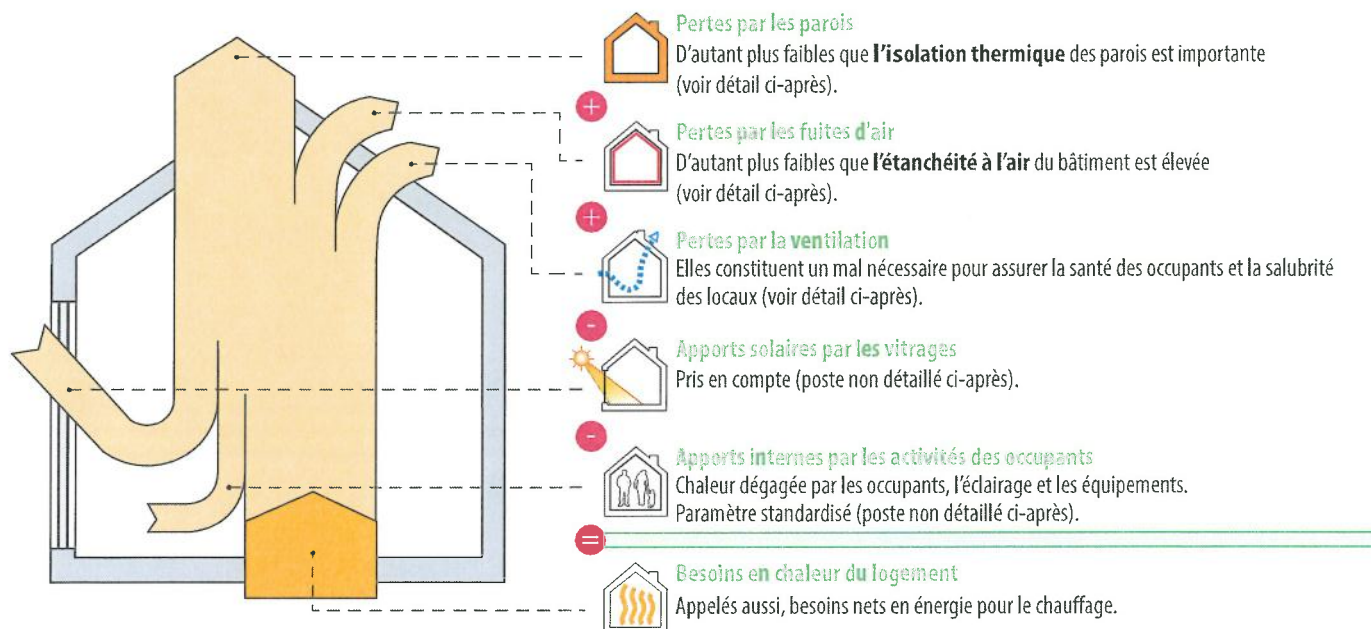 Pertes par les parois
D'autant plus faibles que l'isolation thermique des parois est importante
(voir détail ci-après).
+
Pertes par les fuites d'air
D'autant plus faibles que l'étanchéité à l'air du bâtiment est élevée
(voir détail ci-après).
+
Pertes par la ventilation
Elles constituent un mal nécessaire pour assurer la santé des occupants et la salubrité
des locaux (voir détail ci-après).
-
Apports solaires par les vitrages
Pris en compte (poste non détaillé ci-après).
-
Apports internes par les activités des occupants
Chaleur dégagée par les occupants, l'éclairage et les équipements.
Paramètre standardisé (poste non détaillé ci-après).
=
Besoins en chaleur du logement
Appelés aussi, besoins nets en énergie pour le chauffage.